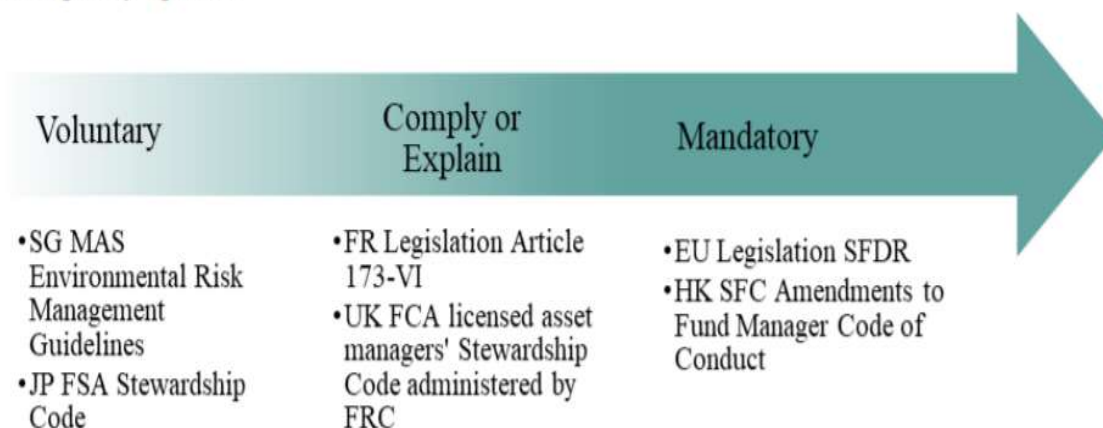 Voluntary
Comply or
Explain
Mandatory
•SG MAS
Environmental Risk
Management
Guidelines
•JP FSA Stewardship
Code
•FR Legislation Article
173-VI
•UK FCA licensed asset
managers' Stewardship
Code administered by
FRC
•EU Legislation SFDR
•HK SFC Amendments to
Fund Manager Code of
Conduct